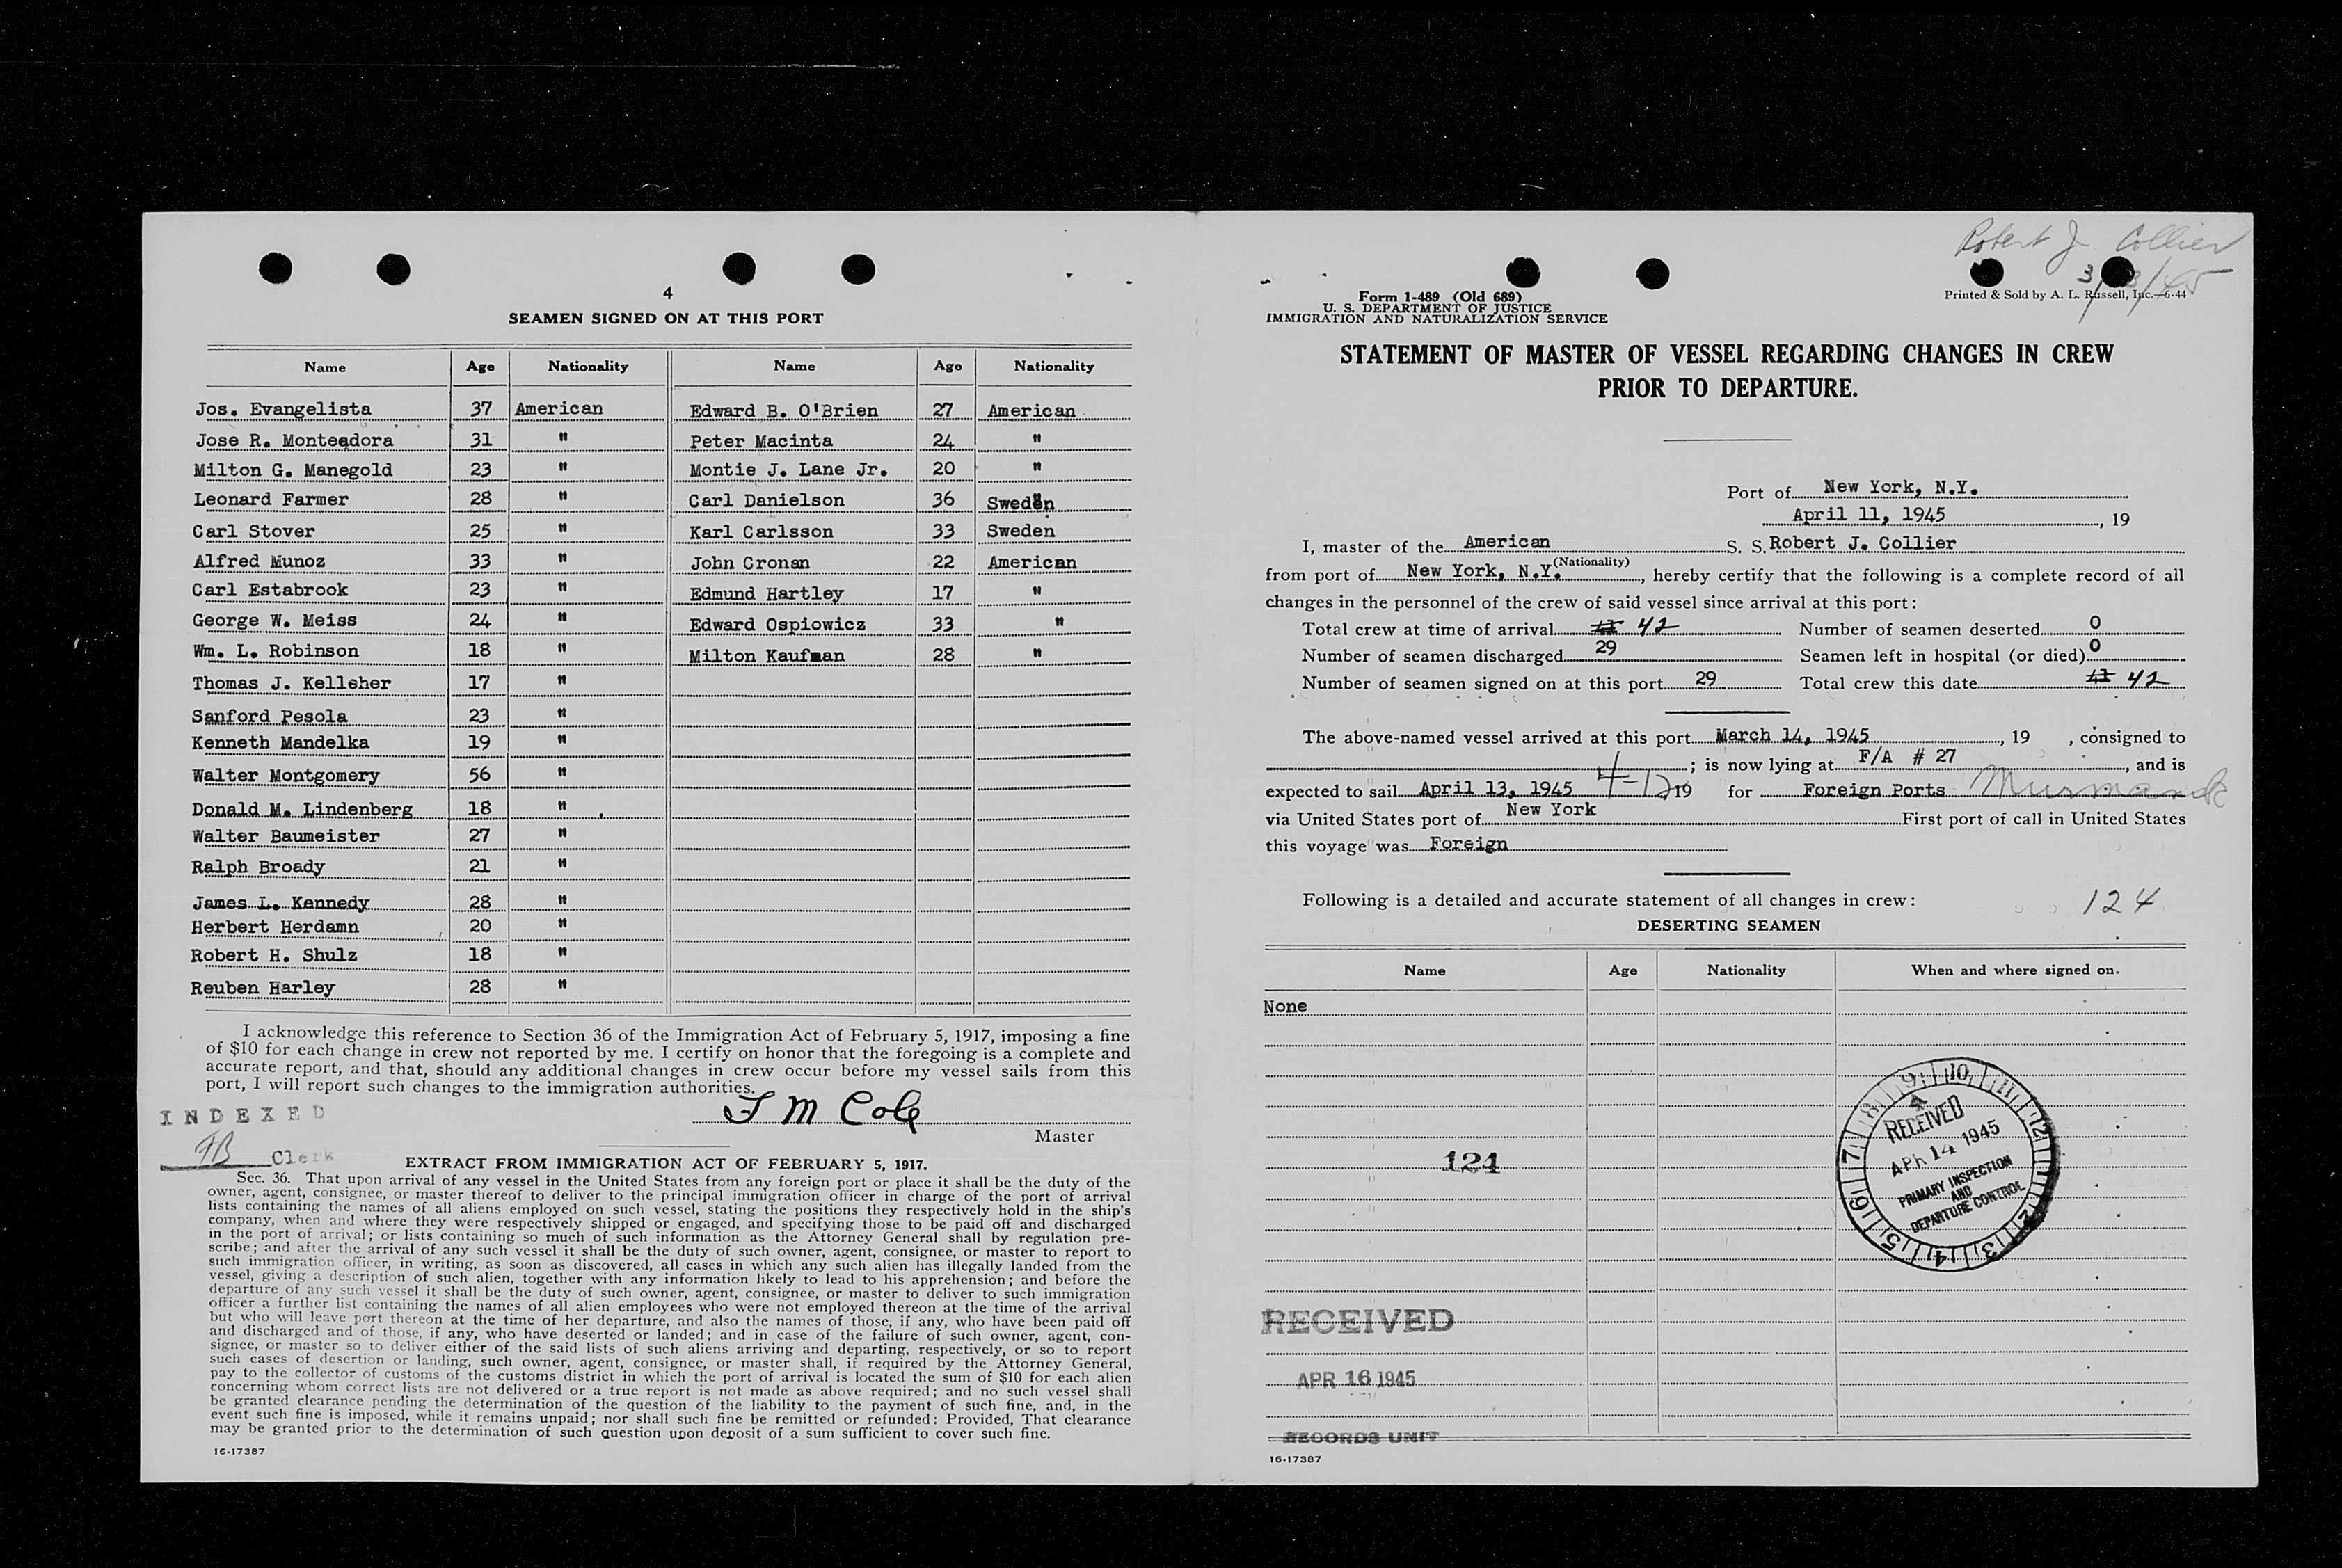 4
SEAMEN SIGNED ON AT THIS PORT
Name Age Nationality Name Age Nationality
Jos. Evangelista 37 American Edward B. O'Brien 27 American
Jose R. Monteadora 31 " Peter Macinta 24 "
Milton G. Manegold 23 " Montie J. Lane Jr. 20 "
Leonard Farmer 28 " Carl Danielson 36 Sweden
Carl Stover 25 " Karl Carlsson 33 Sweden
Alfred Munoz 33 " John Cronan 22 American
Carl Estabrook 23 " Edmund Hartley 17 "
George W. Meiss 24 " Edward Ospiowicz 33 "
Wm. L. Robinson 18 " Milton Kaufman 28 "
Thomas J. Kelleher 17 "
Sanford Pesola 23 "
Kenneth Mandelka 19 "
Walter Montgomery 56 "
Donald M. Lindenberg 18 "
Walter Baumeister 27 "
Ralph Broady 21 "
James L. Kennedy 28 "
Herbert Herdamn 20 "
Robert H. Shulz 18 "
Reuben Harley 28 "
I acknowledge this reference to Section 36 of the Immigration Act of February 5, 1917, imposing a fine
of $10 for each change in crew not reported by me. I certify on honor that the foregoing is a complete and
accurate report, and that, should any additional changes in crew occur before my vessel sails from this
port, I will report such changes to the immigration authorities.
J M Cole
Master
INDEXED
FB Clerk
EXTRACT FROM IMMIGRATION ACT OF FEBRUARY 5, 1917.
Sec. 36. That upon arrival of any vessel in the United States from any foreign port or place it shall be the duty of the
owner, agent, consignee, or master thereof to deliver to the principal immigration officer in charge of the port of arrival
lists containing the names of all aliens employed on such vessel, stating the positions they respectively hold in the ship's
company, when and where they were respectively shipped or engaged, and specifying those to be paid off and discharged
in the port of arrival; or lists containing so much of such information as the Attorney General shall by regulation pre-
scribe; and after the arrival of any such vessel it shall be the duty of such owner, agent, consignee, or master to report to
such immigration officer, in writing, as soon as discovered, all cases in which any such alien has illegally landed from the
vessel, giving a description of such alien, together with any information likely to lead to his apprehension; and before the
departure of any such vessel it shall be the duty of such owner, agent, consignee, or master to deliver to such immigration
officer a further list containing the names of all alien employees who were not employed thereon at the time of the arrival
but who will leave port thereon at the time of her departure, and also the names of those, if any, who have been paid off
and discharged and of those, if any, who have deserted or landed; and in case of the failure of such owner, agent, con-
signee, or master so to deliver either of the said lists of such aliens arriving and departing, respectively, or so to report
such cases of desertion or landing, such owner, agent, consignee, or master shall, if required by the Attorney General,
pay to the collector of customs of the customs district in which the port of arrival is located the sum of $10 for each alien
concerning whom correct lists are not delivered or a true report is not made as above required; and no such vessel shall
be granted clearance pending the determination of the question of the liability to the payment of such fine, and, in the
event such fine is imposed, while it remains unpaid; nor shall such fine be remitted or refunded: Provided, That clearance
may be granted prior to the determination of such question upon deposit of a sum sufficient to cover such fine.
16-17387
Robert J Collier
Form 1-489 (Old 689)
U. S. DEPARTMENT OF JUSTICE
IMMIGRATION AND NATURALIZATION SERVICE
Printed & Sold by A. L. Russell, Inc.—6-44
STATEMENT OF MASTER OF VESSEL REGARDING CHANGES IN CREW
PRIOR TO DEPARTURE.
Port of New York, N.Y.
April 11, 1945, 19
I, master of the American S. S. Robert J. Collier
(Nationality)
from port of New York, N.Y., hereby certify that the following is a complete record of all
changes in the personnel of the crew of said vessel since arrival at this port:
Total crew at time of arrival 42 Number of seamen deserted 0
Number of seamen discharged 29 Seamen left in hospital (or died) 0
Number of seamen signed on at this port 29 Total crew this date 42
The above-named vessel arrived at this port March 14, 1945, 19 , consigned to
; is now lying at F/A # 27, and is
expected to sail April 13, 1945 4-12 19 for Foreign Ports Murmansk
via United States port of New York First port of call in United States
this voyage was Foreign
Following is a detailed and accurate statement of all changes in crew:
124
DESERTING SEAMEN
Name Age Nationality When and where signed on.
None
124
9 10 11 12 1 2 3 4 5 6 7 8
RECEIVED
APR 14 1945
PRIMARY INSPECTION
AND
DEPARTURE CONTROL
RECEIVED
APR 16 1945
RECORDS UNIT
16-17387